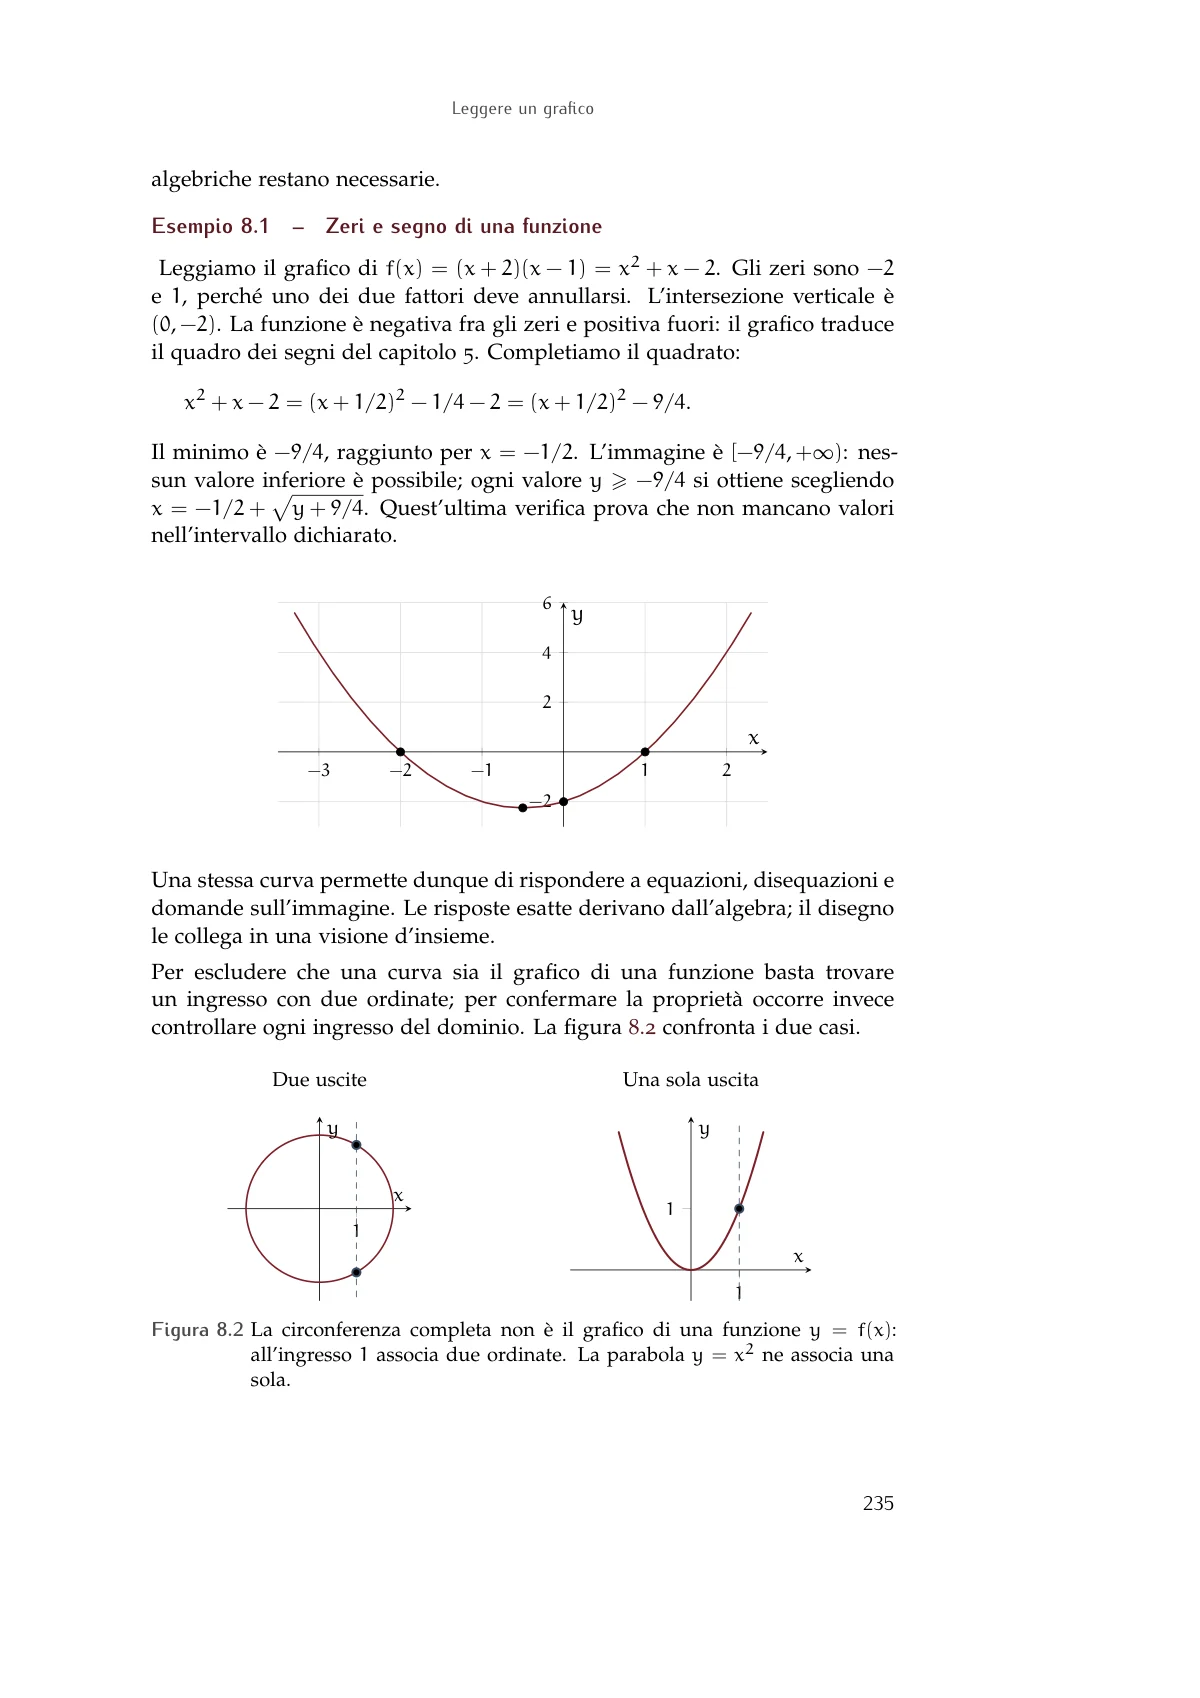 Leggere un grafico
algebriche restano necessarie.
Esempio 8.1 – Zeri e segno di una funzione
Leggiamo il grafico di f(x) = (x + 2)(x − 1) = x² + x − 2. Gli zeri sono −2
e 1, perché uno dei due fattori deve annullarsi. L'intersezione verticale è
(0, −2). La funzione è negativa fra gli zeri e positiva fuori: il grafico traduce
il quadro dei segni del capitolo 5. Completiamo il quadrato:
x² + x − 2 = (x + 1/2)² − 1/4 − 2 = (x + 1/2)² − 9/4.
Il minimo è −9/4, raggiunto per x = −1/2. L'immagine è [−9/4, +∞): nes-
sun valore inferiore è possibile; ogni valore y ⩾ −9/4 si ottiene scegliendo
x = −1/2 + √(y + 9/4). Quest'ultima verifica prova che non mancano valori
nell'intervallo dichiarato.
6
y
4
2
x
−3 −2 −1 1 2
−2
Una stessa curva permette dunque di rispondere a equazioni, disequazioni e
domande sull'immagine. Le risposte esatte derivano dall'algebra; il disegno
le collega in una visione d'insieme.
Per escludere che una curva sia il grafico di una funzione basta trovare
un ingresso con due ordinate; per confermare la proprietà occorre invece
controllare ogni ingresso del dominio. La figura 8.2 confronta i due casi.
Due uscite
y
x
1
Una sola uscita
y
1
x
1
Figura 8.2 La circonferenza completa non è il grafico di una funzione y = f(x):
all'ingresso 1 associa due ordinate. La parabola y = x² ne associa una
sola.
235